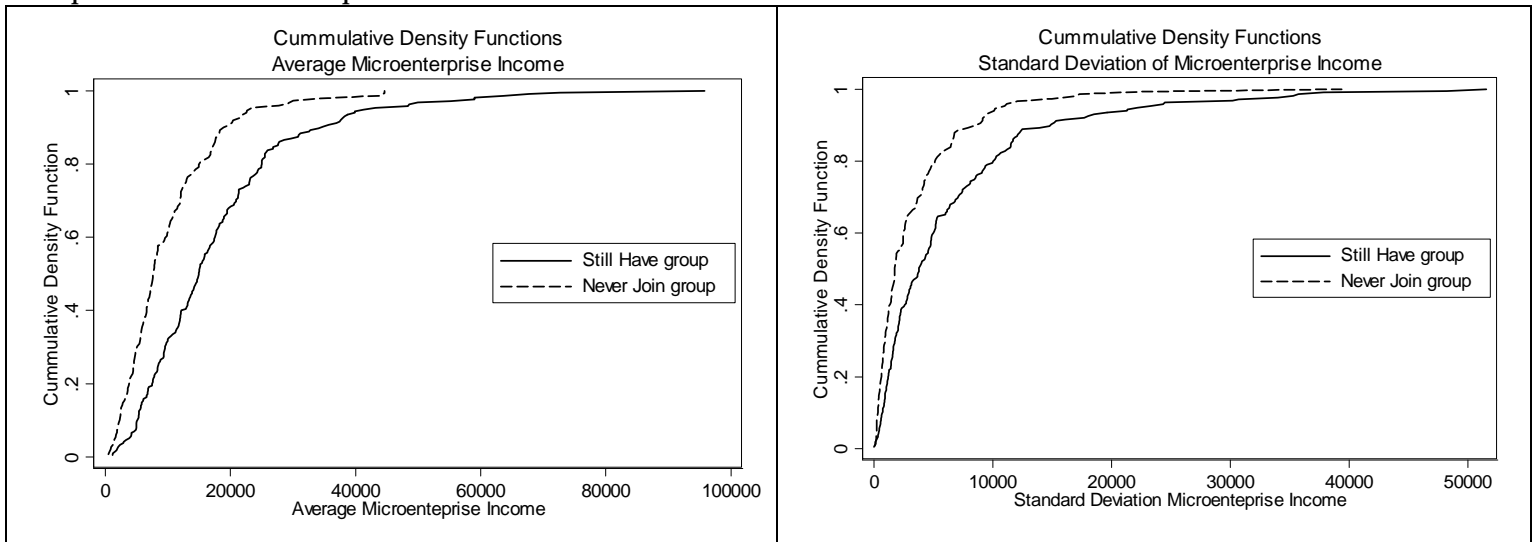 Cummulative Density Functions
Average Microenterprise Income
Cummulative Density Function
1
.8
.6
.4
.2
0
Still Have group
Never Join group
0 20000 40000 60000 80000 100000
Average Microenteprise Income
Cummulative Density Functions
Standard Deviation of Microenterprise Income
Cummulative Density Function
1
.8
.6
.4
.2
0
Still Have group
Never Join group
0 10000 20000 30000 40000 50000
Standard Deviation Microenteprise Income